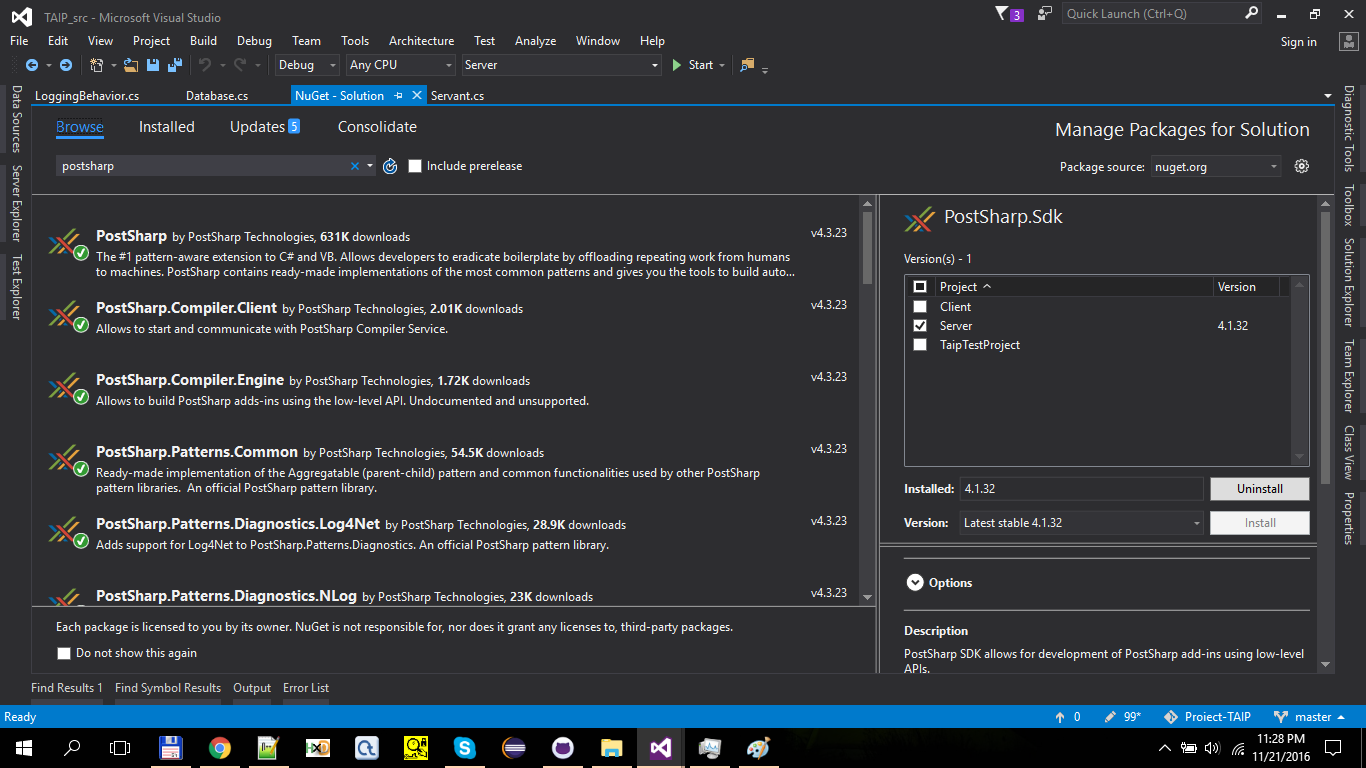 TAIP_src - Microsoft Visual Studio
3
Quick Launch (Ctrl+Q)
File Edit View Project Build Debug Team Tools Architecture Test Analyze Window Help
Sign in
Debug Any CPU Server Start
LoggingBehavior.cs Database.cs NuGet - Solution Servant.cs
Data Sources
Server Explorer
Test Explorer
Browse Installed Updates 5 Consolidate
Manage Packages for Solution
postsharp
Include prerelease
Package source: nuget.org
PostSharp by PostSharp Technologies, 631K downloads v4.3.23
The #1 pattern-aware extension to C# and VB. Allows developers to eradicate boilerplate by offloading repeating work from humans
to machines. PostSharp contains ready-made implementations of the most common patterns and gives you the tools to build auto...
PostSharp.Compiler.Client by PostSharp Technologies, 2.01K downloads v4.3.23
Allows to start and communicate with PostSharp Compiler Service.
PostSharp.Compiler.Engine by PostSharp Technologies, 1.72K downloads v4.3.23
Allows to build PostSharp adds-ins using the low-level API. Undocumented and unsupported.
PostSharp.Patterns.Common by PostSharp Technologies, 54.5K downloads v4.3.23
Ready-made implementation of the Aggregatable (parent-child) pattern and common functionalities used by other PostSharp
pattern libraries. An official PostSharp pattern library.
PostSharp.Patterns.Diagnostics.Log4Net by PostSharp Technologies, 28.9K downloads v4.3.23
Adds support for Log4Net to PostSharp.Patterns.Diagnostics. An official PostSharp pattern library.
PostSharp.Patterns.Diagnostics.NLog by PostSharp Technologies, 23K downloads v4.3.23
Each package is licensed to you by its owner. NuGet is not responsible for, nor does it grant any licenses to, third-party packages.
Do not show this again
PostSharp.Sdk
Version(s) - 1
Project Version
Client
Server 4.1.32
TaipTestProject
Installed: 4.1.32 Uninstall
Version: Latest stable 4.1.32 Install
Options
Description
PostSharp SDK allows for development of PostSharp add-ins using low-level
APIs.
Diagnostic Tools
Toolbox
Solution Explorer
Team Explorer
Class View
Properties
Find Results 1 Find Symbol Results Output Error List
Ready
0 99* Proiect-TAIP master
11:28 PM
11/21/2016